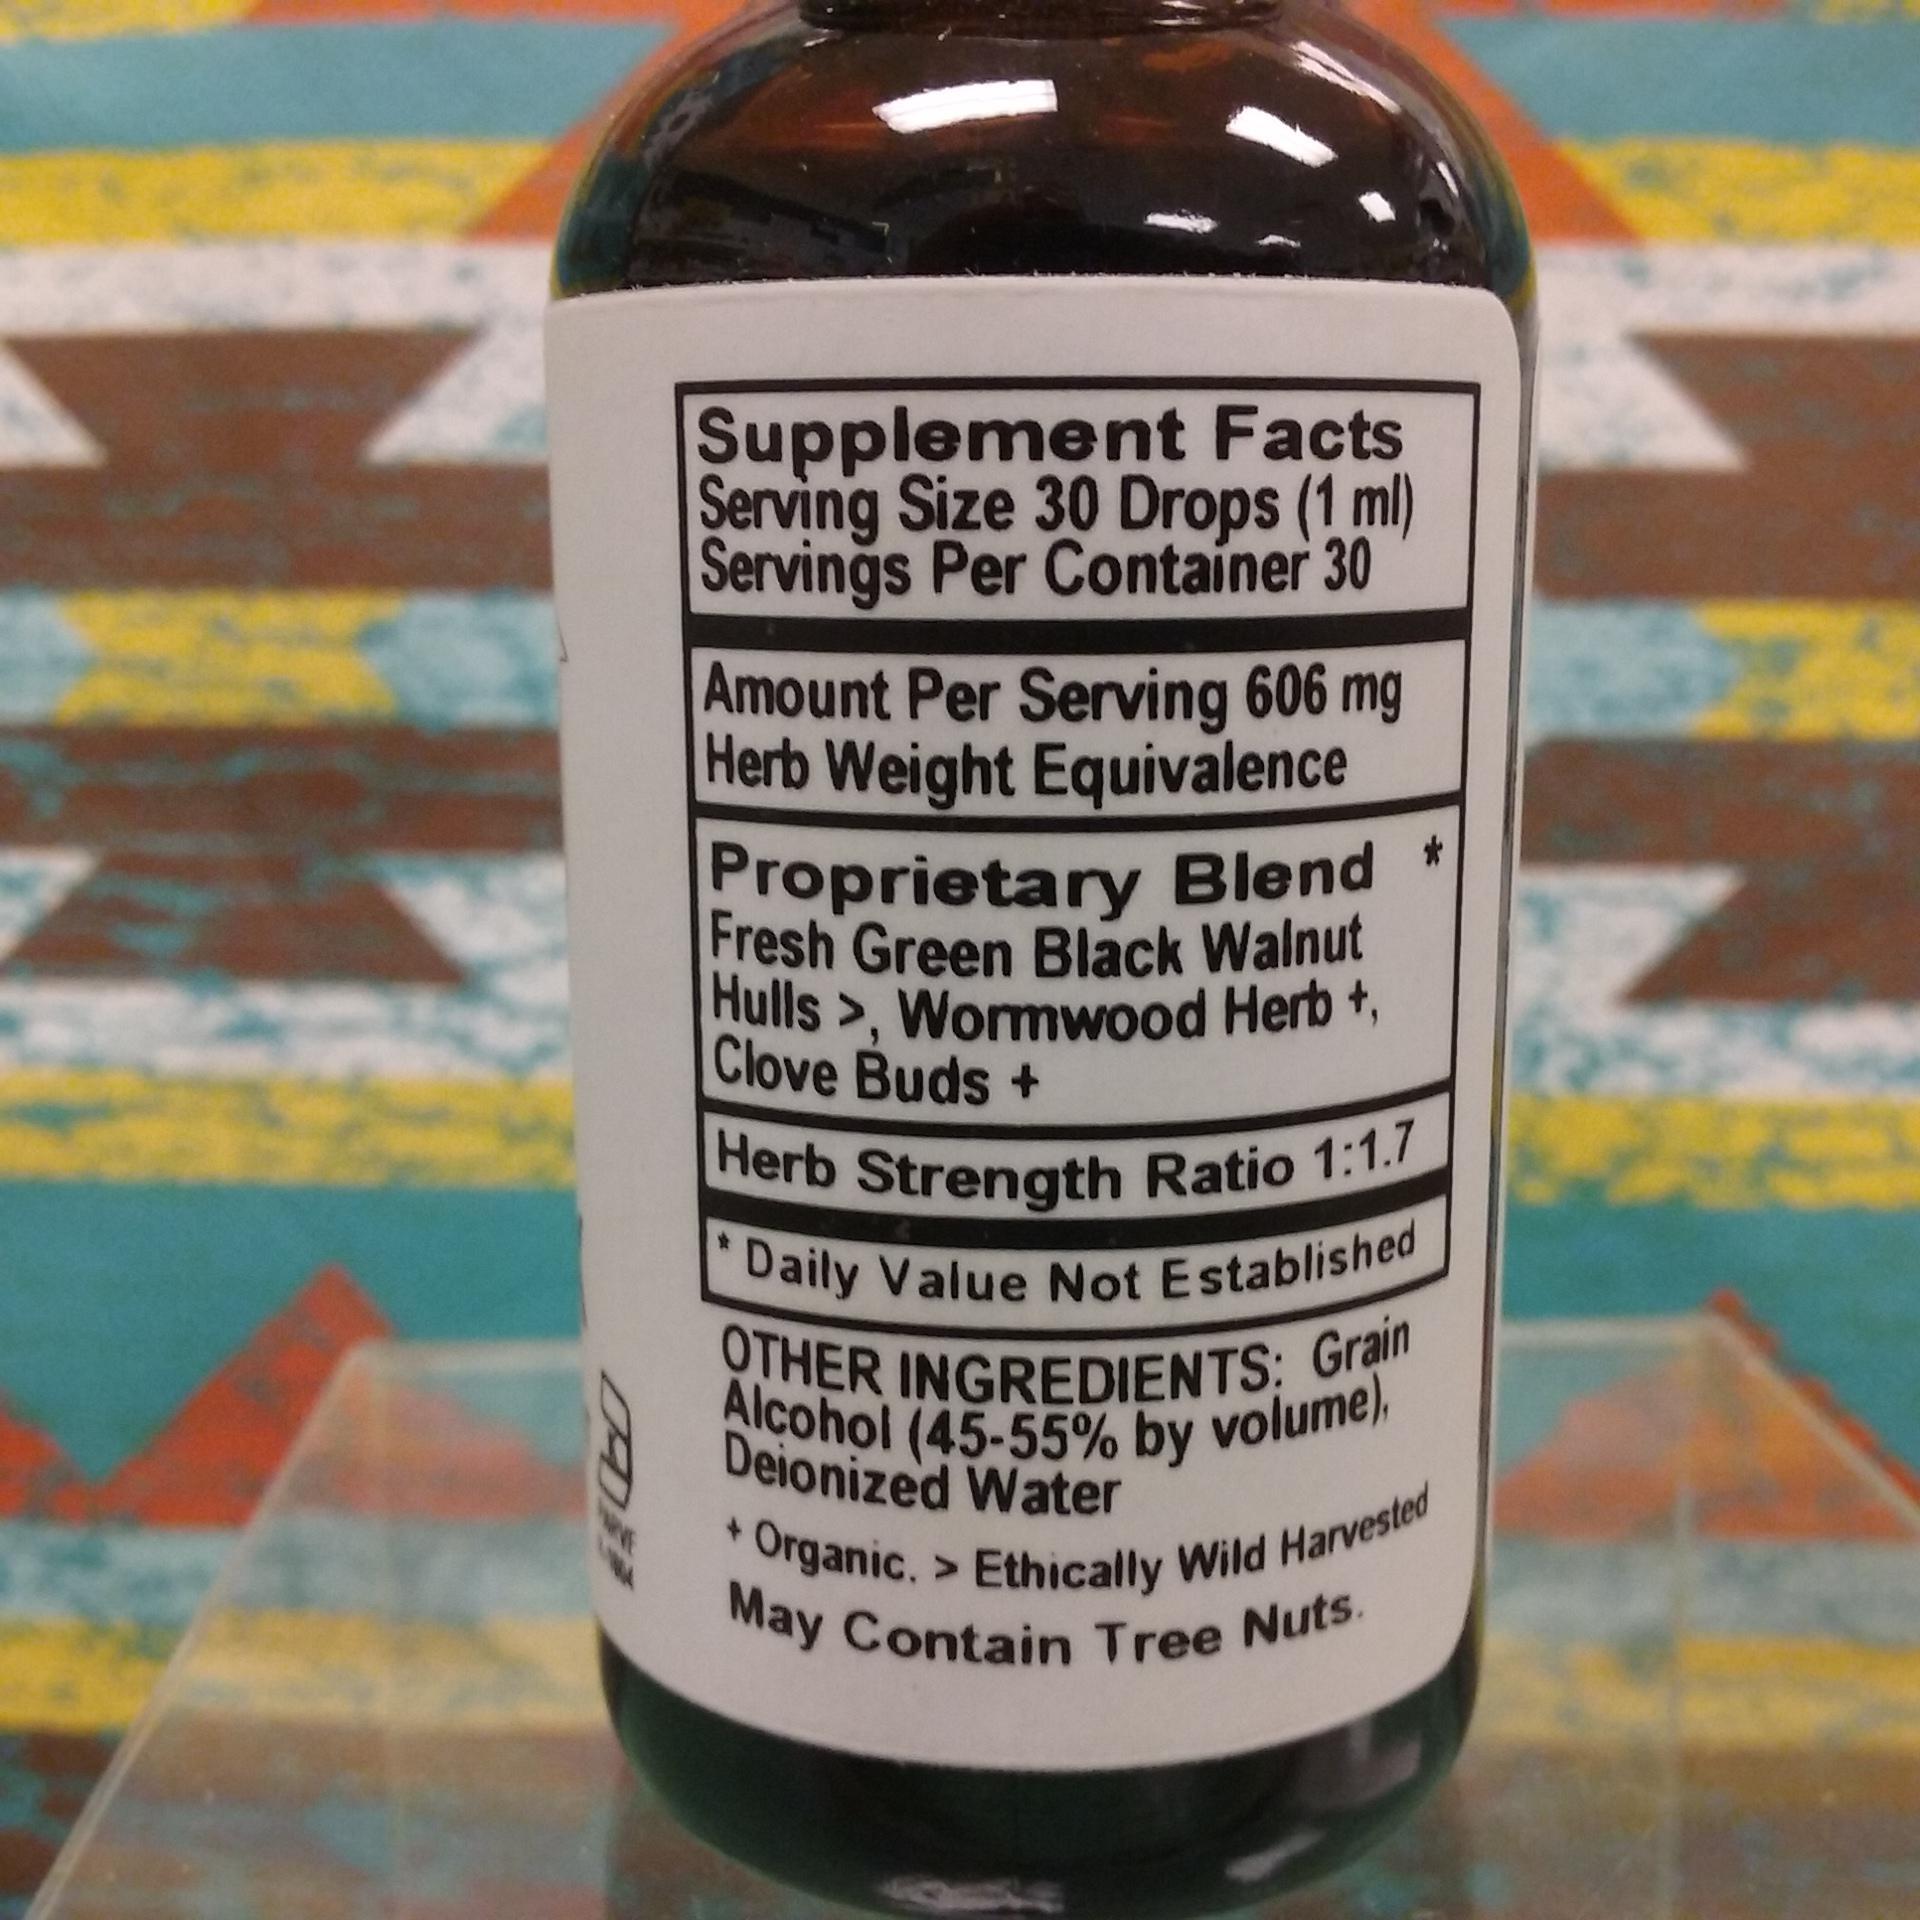 Supplement Facts
Serving Size 30 Drops (1 ml)
Servings Per Container 30
Amount Per Serving 606 mg
Herb Weight Equivalence
Proprietary Blend *
Fresh Green Black Walnut
Hulls >, Wormwood Herb +,
Clove Buds +
Herb Strength Ratio 1:1.7
* Daily Value Not Established
OTHER INGREDIENTS: Grain
Alcohol (45-55% by volume),
Deionized Water
+ Organic. > Ethically Wild Harvested
May Contain Tree Nuts.